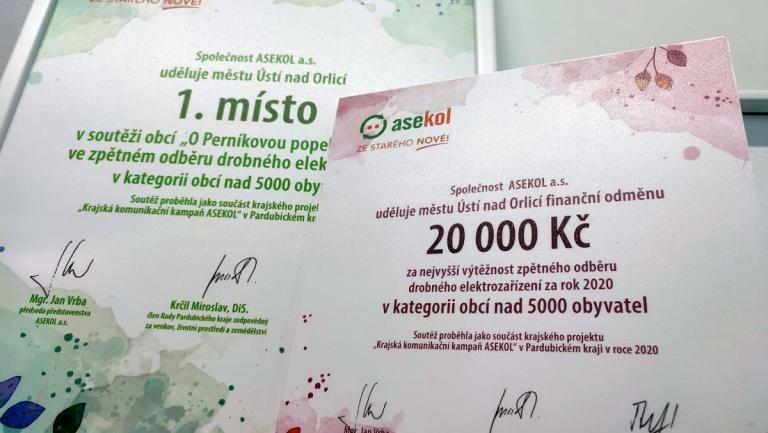 ZE STARÉHO NOVÉ!
Společnost ASEKOL a.s.
uděluje městu Ústí nad Orlicí
1. místo
v soutěži obcí „O Perníkovou
ve zpětném odběru drobného
v kategorii obcí nad 5000
Soutěž proběhla jako součást krajského
„Krajská komunikační kampaň ASEKOL“ v Pardubickém
Mgr. Jan Vrba
předseda představenstva
ASEKOL a.s.
Krčil Miroslav, DiS.
člen Rady Pardubického kraje zodpovědný
za venkov, životní prostředí a zemědělství
asekol
ZE STARÉHO NOVÉ!
Společnost ASEKOL a.s.
uděluje městu Ústí nad Orlicí finanční odměnu
20 000 Kč
za nejvyšší výtěžnost zpětného odběru
drobného elektrozařízení za rok 2020
v kategorii obcí nad 5000 obyvatel
Soutěž proběhla jako součást krajského projektu
„Krajská komunikační kampaň ASEKOL“ v Pardubickém kraji v roce 2020
Mgr. Jan Vrba